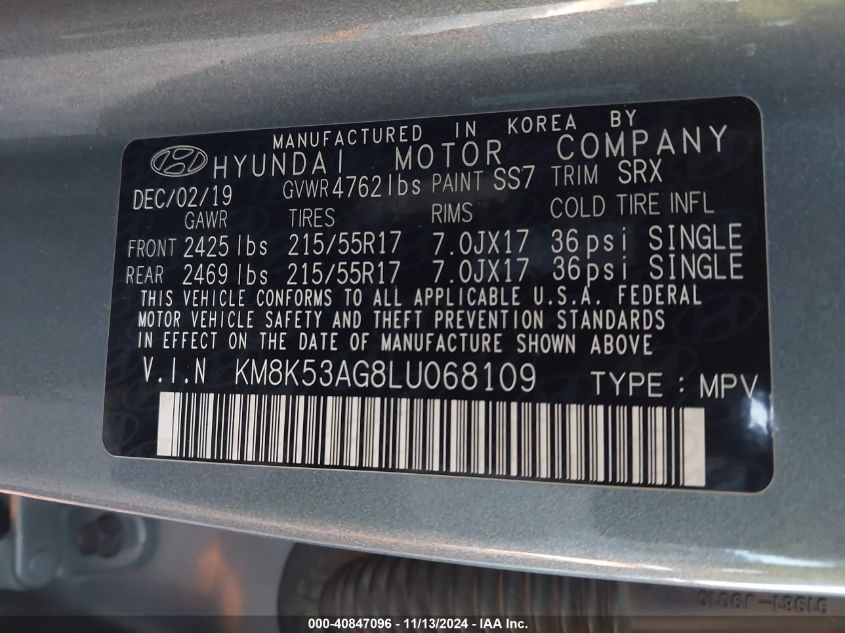 MANUFACTURED IN KOREA BY
HYUNDAI MOTOR COMPANY
DEC/02/19 GVWR 4762 lbs PAINT SS7 TRIM SRX
GAWR TIRES RIMS COLD TIRE INFL
FRONT 2425 lbs 215/55R17 7.0JX17 36psi SINGLE
REAR 2469 lbs 215/55R17 7.0JX17 36psi SINGLE
THIS VEHICLE CONFORMS TO ALL APPLICABLE U.S.A. FEDERAL
MOTOR VEHICLE SAFETY AND THEFT PREVENTION STANDARDS
IN EFFECT ON THE DATE OF MANUFACTURE SHOWN ABOVE
V.I.N KM8K53AG8LU068109 TYPE : MPV
000-40847096 - 11/13/2024 - IAA Inc.